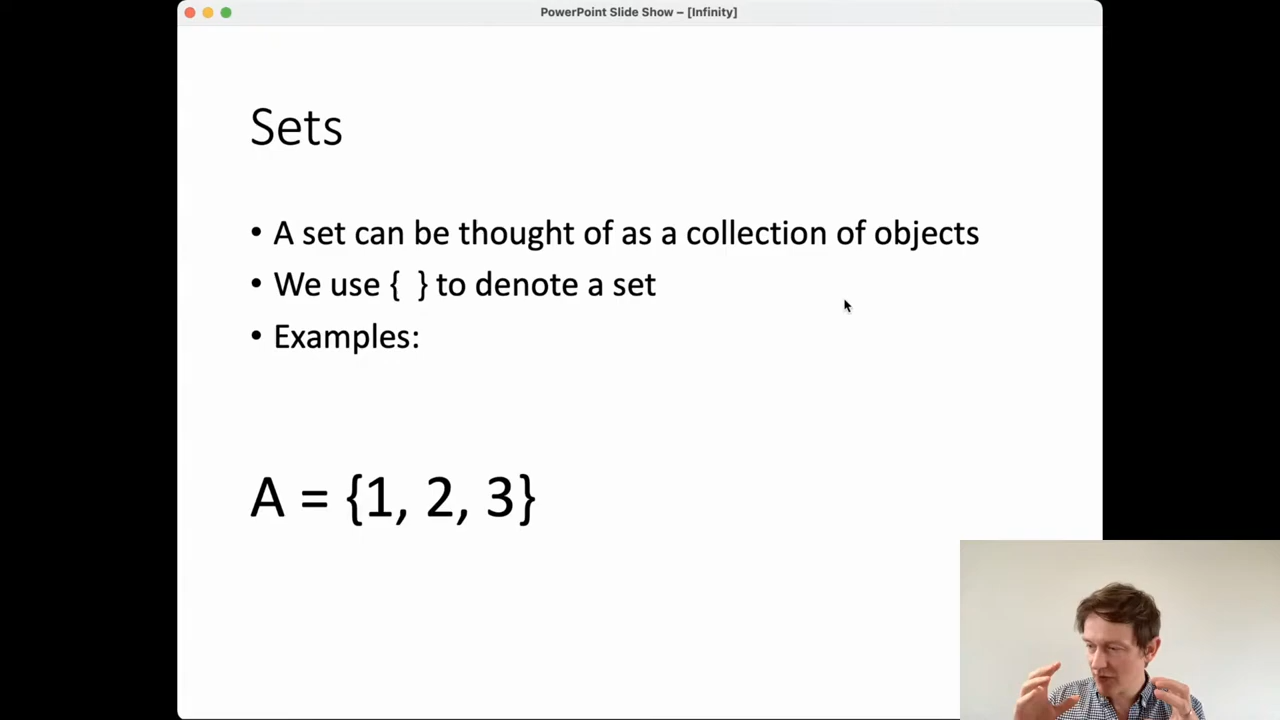 PowerPoint Slide Show – [Infinity]
Sets
• A set can be thought of as a collection of objects
• We use {  } to denote a set
• Examples:
A = {1, 2, 3}